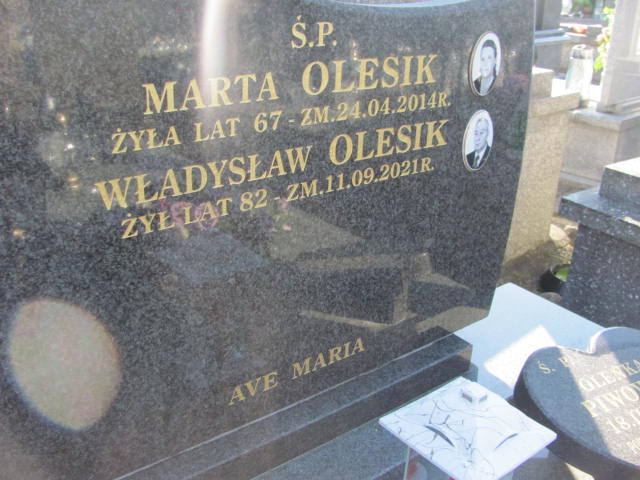 Ś.P.
MARTA OLESIK
ŻYŁA LAT 67 - ZM. 24.04.2014R.
WŁADYSŁAW OLESIK
ŻYŁ LAT 82 - ZM. 11.09.2021R.
AVE MARIA
Ś.
18.